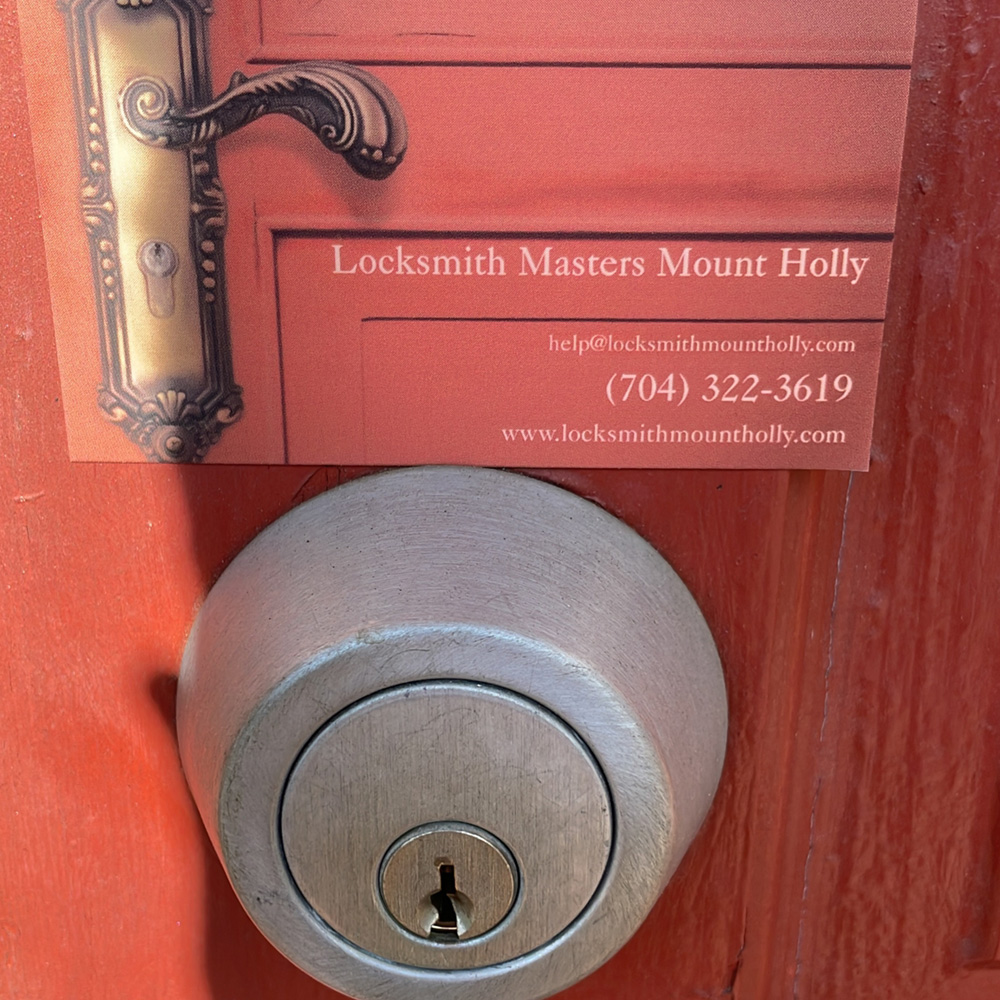 Locksmith Masters Mount Holly
help@locksmithmountholly.com
(704) 322-3619
www.locksmithmountholly.com